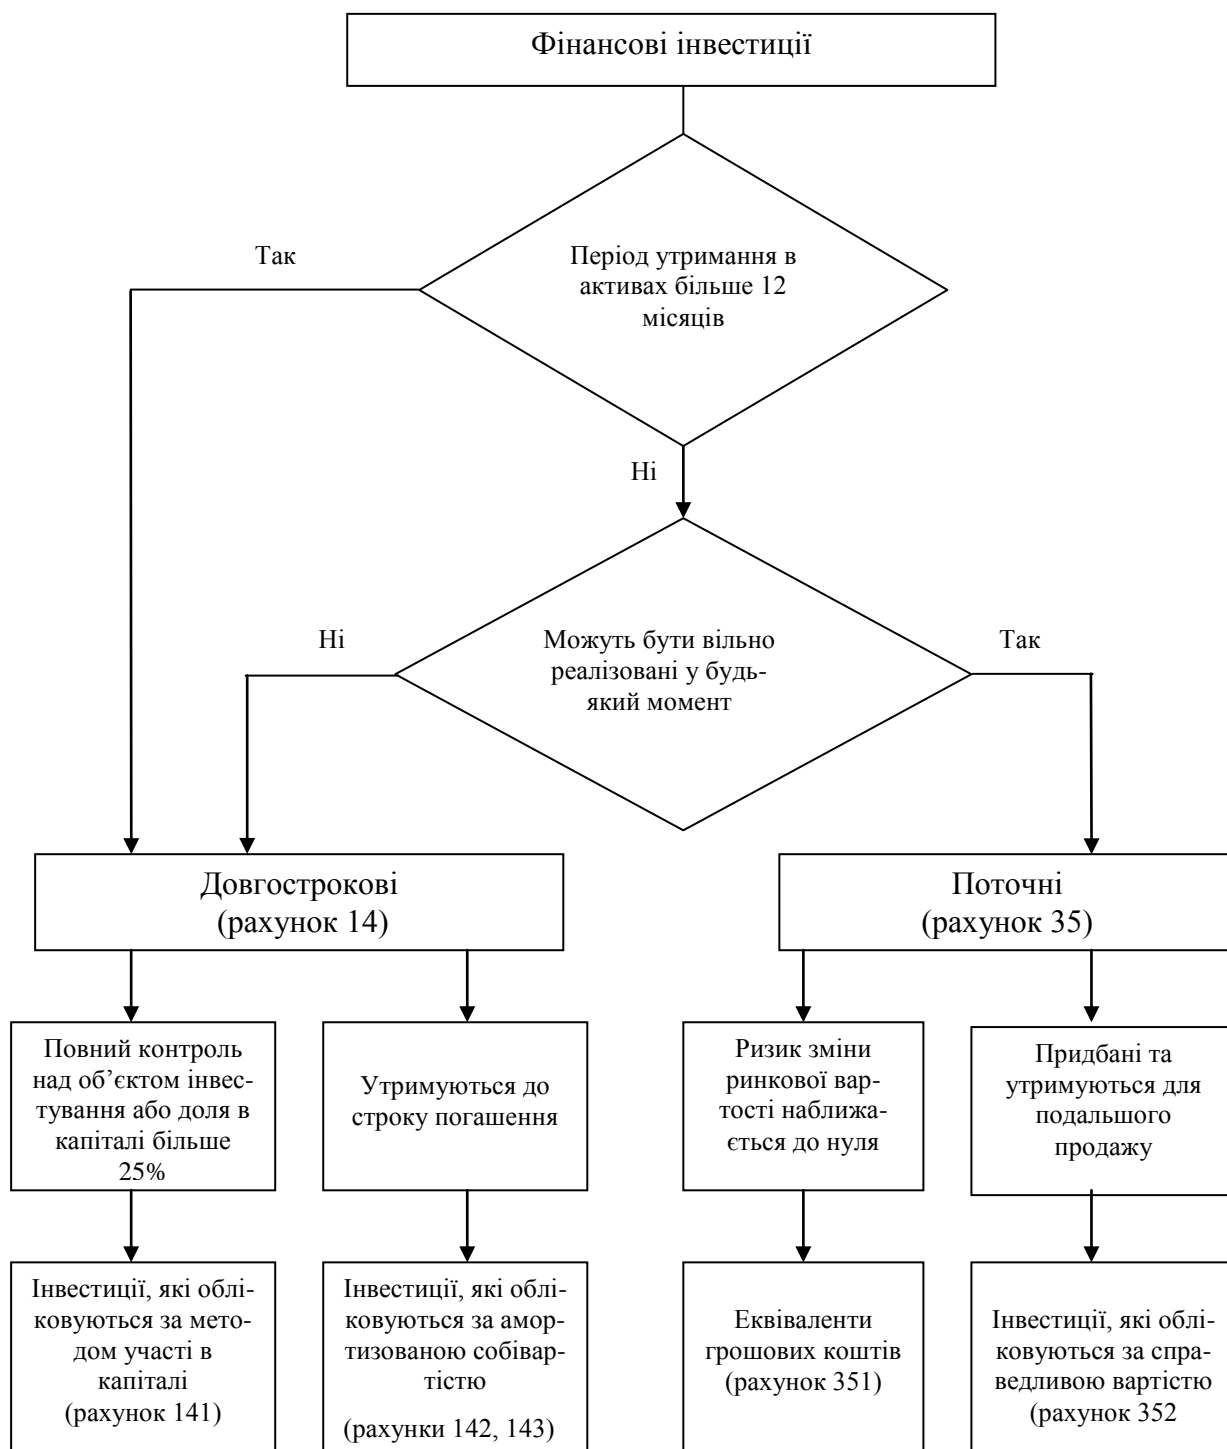 Фінансові інвестиції
Так
Період утримання в
активах більше 12
місяців
Ні
Ні
Можуть бути вільно
реалізовані у будь-
який момент
Так
Довгострокові
(рахунок 14)
Поточні
(рахунок 35)
Повний контроль
над об’єктом інвес-
тування або доля в
капіталі більше
25%
Утримуються до
строку погашення
Ризик зміни
ринкової вар-
тості наближа-
ється до нуля
Придбані та
утримуються для
подальшого
продажу
Інвестиції, які облі-
ковуються за мето-
дом участі в
капіталі
(рахунок 141)
Інвестиції, які облі-
ковуються за амор-
тизованою собівар-
тістю
(рахунки 142, 143)
Еквіваленти
грошових коштів
(рахунок 351)
Інвестиції, які облі-
ковуються за спра-
ведливою вартістю
(рахунок 352